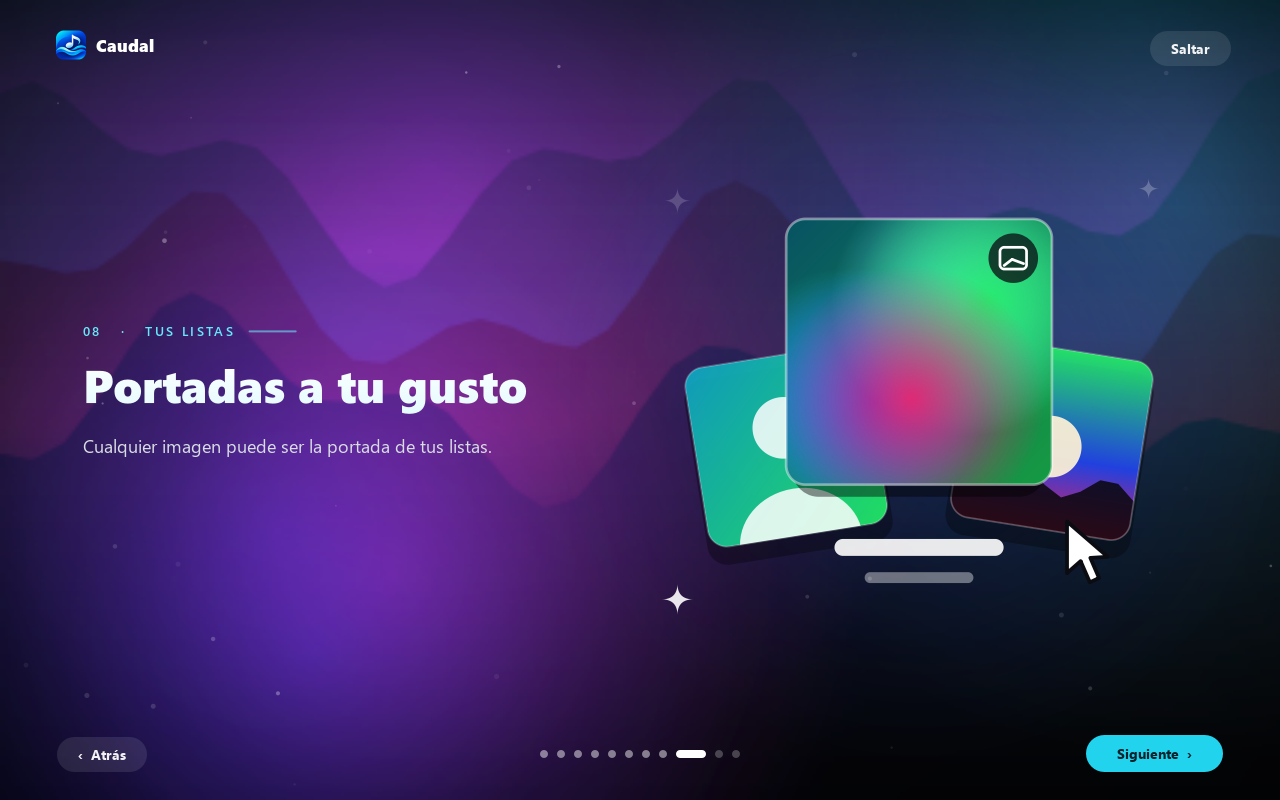 Caudal
Saltar
08 · TUS LISTAS
Portadas a tu gusto
Cualquier imagen puede ser la portada de tus listas.
‹ Atrás
Siguiente ›